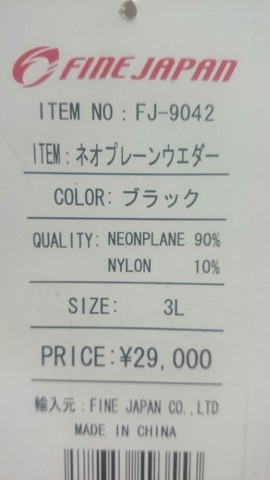 FINE JAPAN
ITEM NO : FJ-9042
ITEM : ネオプレーンウエダー
COLOR: ブラック
QUALITY: NEONPLANE 90%
NYLON 10%
SIZE: 3L
PRICE: ¥29,000
輸入元 : FINE JAPAN CO., LTD
MADE IN CHINA